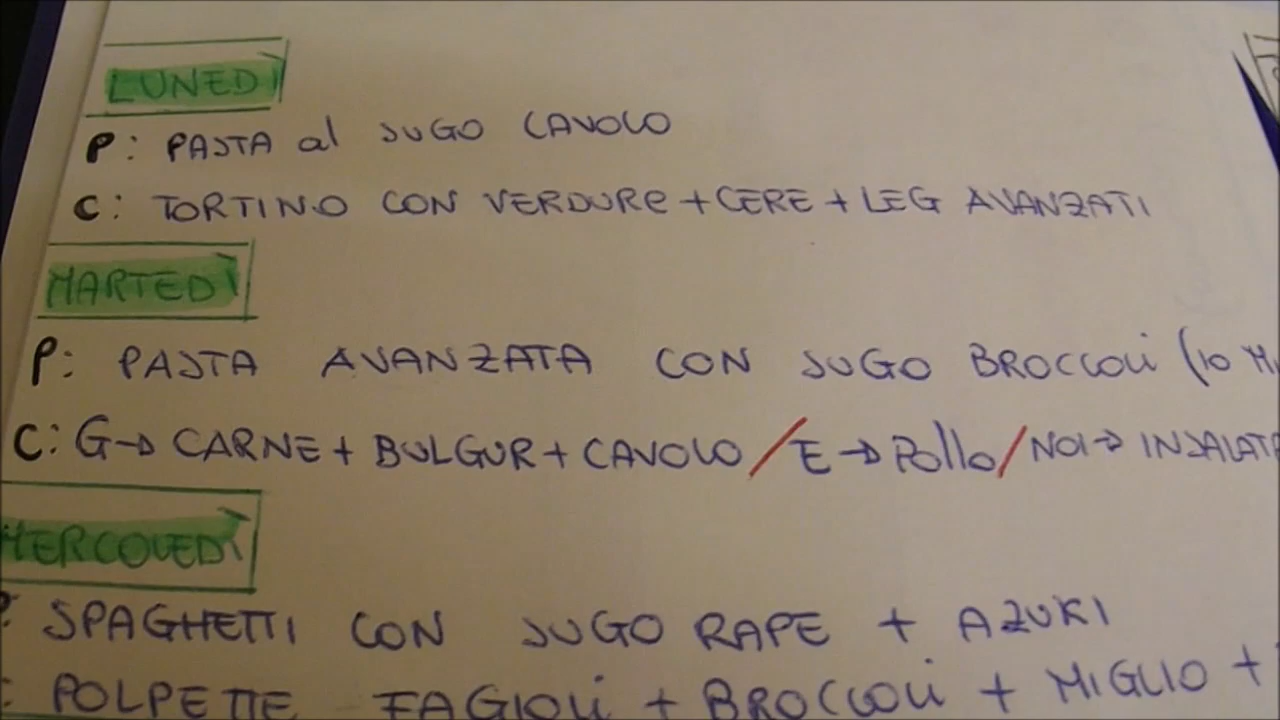 LUNEDÌ
P: PASTA al SUGO CAVOLO
C: TORTINO CON VERDURE + CERE + LEG AVANZATI
MARTEDÌ
P: PASTA AVANZATA CON SUGO BROCCOLI (10
C: G→ CARNE + BULGUR + CAVOLO / E → Pollo / NOI→ INSALATA
MERCOLEDÌ
SPAGHETTI CON SUGO RAPE + AZUKI
: POLPETTE FAGIOLI + BROCCOLI + MIGLIO +